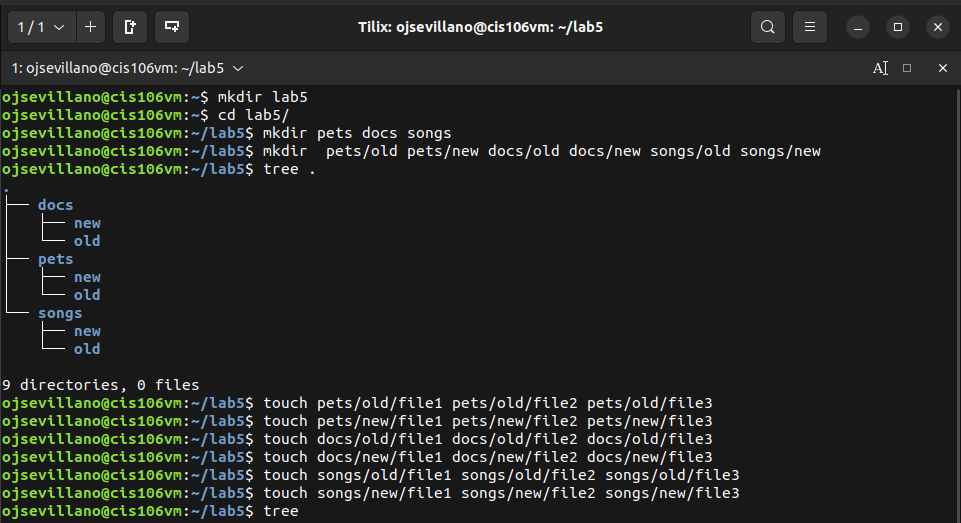 1 / 1
Tilix: ojsevillano@cis106vm: ~/lab5
1: ojsevillano@cis106vm: ~/lab5
ojsevillano@cis106vm:~$ mkdir lab5
ojsevillano@cis106vm:~$ cd lab5/
ojsevillano@cis106vm:~/lab5$ mkdir pets docs songs
ojsevillano@cis106vm:~/lab5$ mkdir  pets/old pets/new docs/old docs/new songs/old songs/new
ojsevillano@cis106vm:~/lab5$ tree .
.
├── docs
│   ├── new
│   └── old
├── pets
│   ├── new
│   └── old
└── songs
    ├── new
    └── old
9 directories, 0 files
ojsevillano@cis106vm:~/lab5$ touch pets/old/file1 pets/old/file2 pets/old/file3
ojsevillano@cis106vm:~/lab5$ touch pets/new/file1 pets/new/file2 pets/new/file3
ojsevillano@cis106vm:~/lab5$ touch docs/old/file1 docs/old/file2 docs/old/file3
ojsevillano@cis106vm:~/lab5$ touch docs/new/file1 docs/new/file2 docs/new/file3
ojsevillano@cis106vm:~/lab5$ touch songs/old/file1 songs/old/file2 songs/old/file3
ojsevillano@cis106vm:~/lab5$ touch songs/new/file1 songs/new/file2 songs/new/file3
ojsevillano@cis106vm:~/lab5$ tree